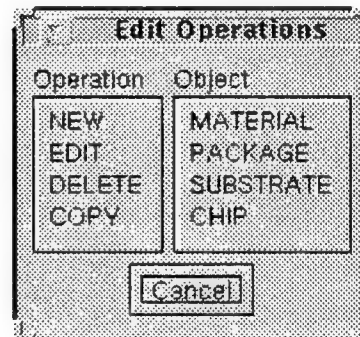 Edit Operations
Operation Object
NEW MATERIAL
EDIT PACKAGE
DELETE SUBSTRATE
COPY CHIP
Cancel